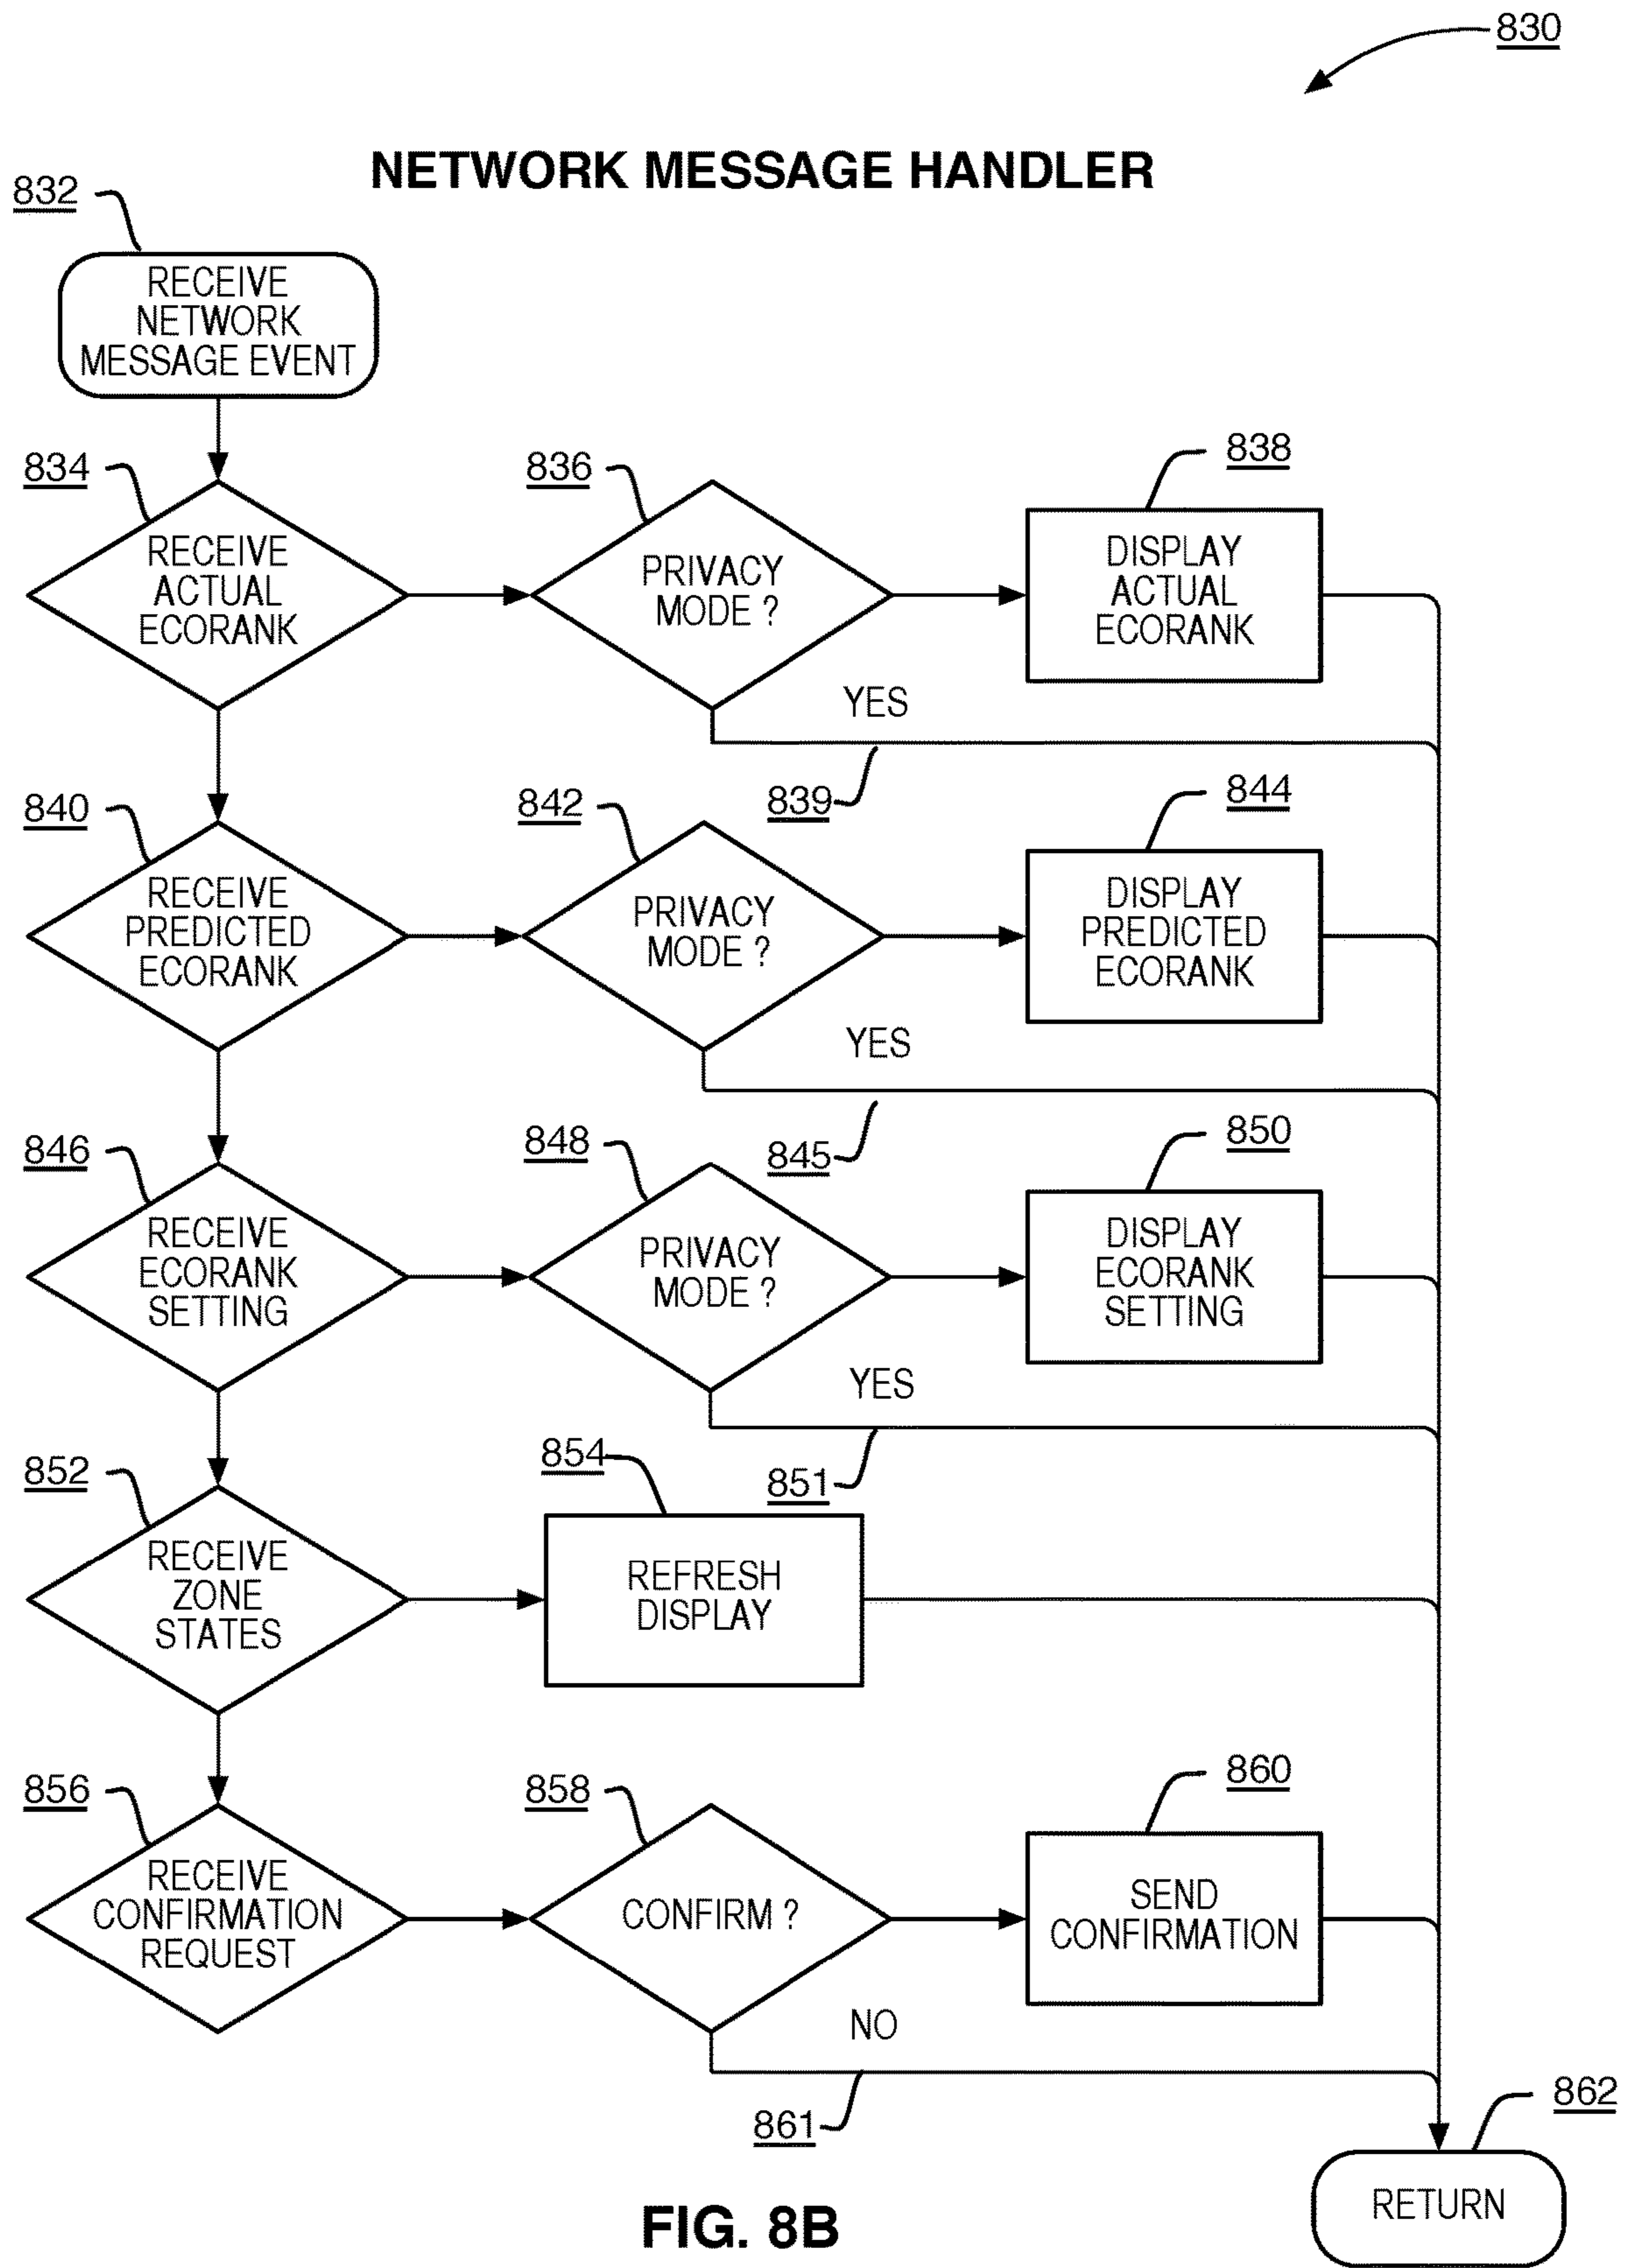 830
NETWORK MESSAGE HANDLER
832
RECEIVE
NETWORK
MESSAGE EVENT
834
RECEIVE
ACTUAL
ECORANK
836
PRIVACY
MODE ?
838
DISPLAY
ACTUAL
ECORANK
YES
839
840
RECEIVE
PREDICTED
ECORANK
842
PRIVACY
MODE ?
844
DISPLAY
PREDICTED
ECORANK
YES
845
846
RECEIVE
ECORANK
SETTING
848
PRIVACY
MODE ?
850
DISPLAY
ECORANK
SETTING
YES
851
852
RECEIVE
ZONE
STATES
854
REFRESH
DISPLAY
856
RECEIVE
CONFIRMATION
REQUEST
858
CONFIRM ?
860
SEND
CONFIRMATION
NO
861
862
RETURN
FIG. 8B